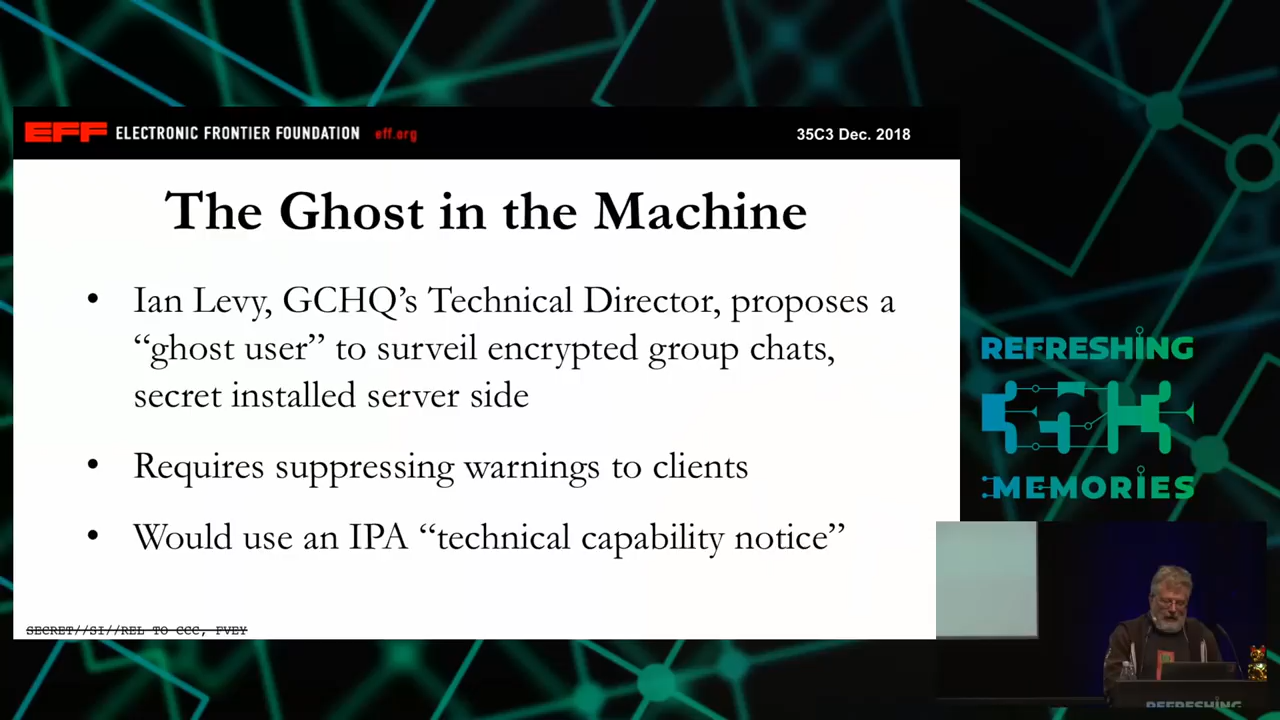 EFF ELECTRONIC FRONTIER FOUNDATION eff.org
35C3 Dec. 2018
The Ghost in the Machine
• Ian Levy, GCHQ’s Technical Director, proposes a
“ghost user” to surveil encrypted group chats,
secret installed server side
• Requires suppressing warnings to clients
• Would use an IPA “technical capability notice”
SECRET//SI//REL TO CCC, FVEY
REFRESHING
35C3
MEMORIES
REFRESHING